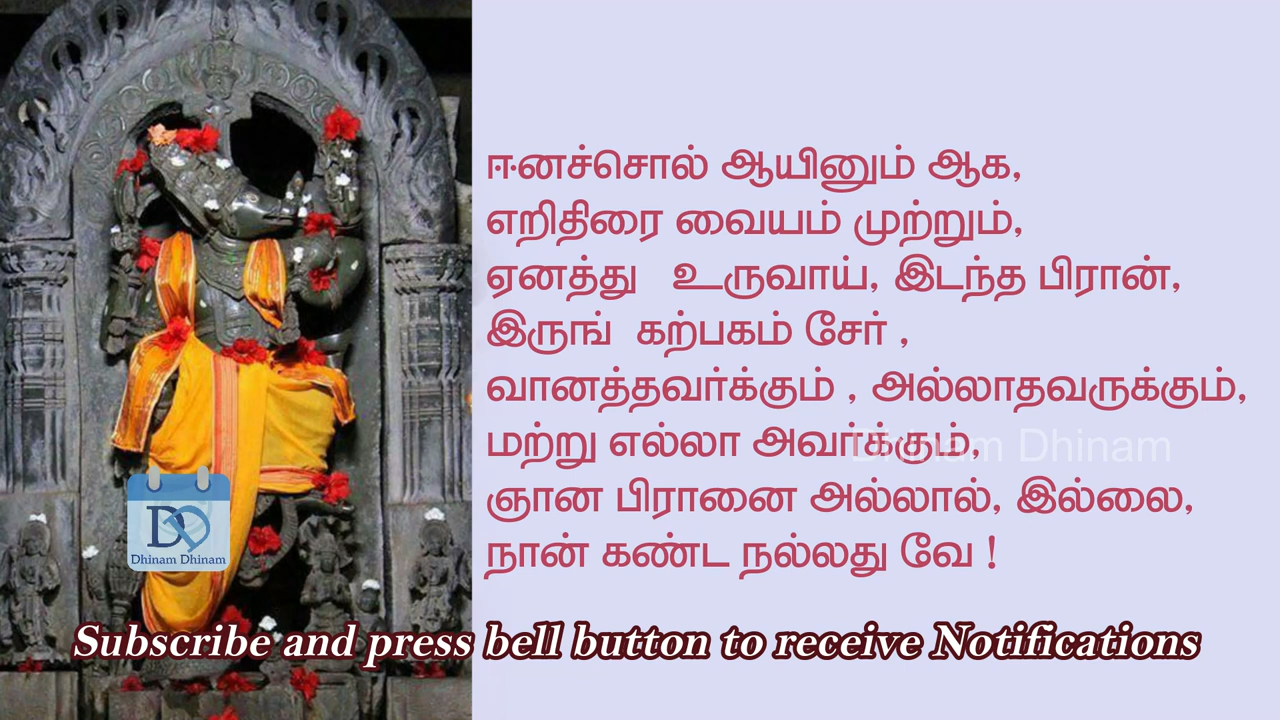 ஈனச்சொல் ஆயினும் ஆக,
எறிதிரை வையம் முற்றும்,
ஏனத்து உருவாய், இடந்த பிரான்,
இருங் கற்பகம் சேர் ,
வானத்தவர்க்கும் , அல்லாதவருக்கும்,
மற்று எல்லா அவர்க்கும்,
Dhinam Dhinam
ஞான பிரானை அல்லால், இல்லை,
நான் கண்ட நல்லது வே !
DD
Dhinam Dhinam
Subscribe and press bell button to receive Notifications